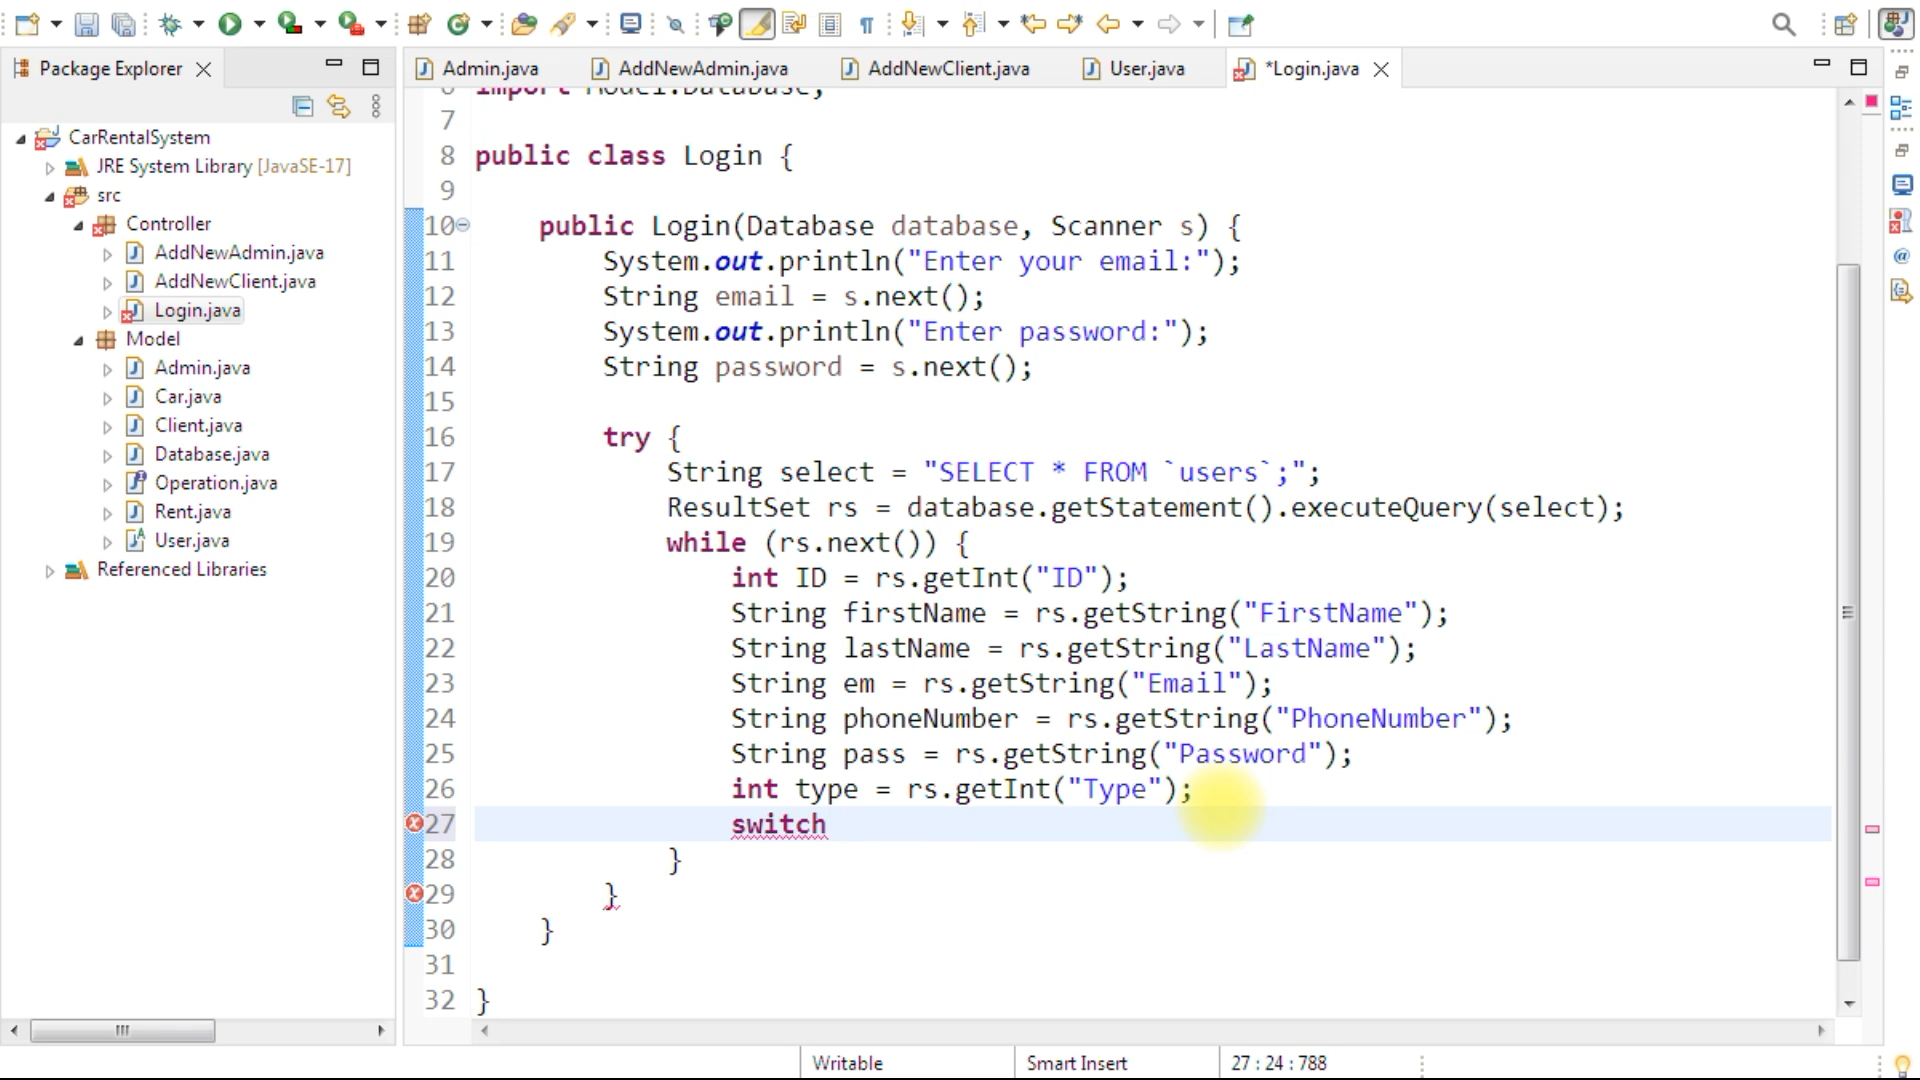 Package Explorer
Admin.java
AddNewAdmin.java
AddNewClient.java
User.java
*Login.java
CarRentalSystem
JRE System Library [JavaSE-17]
src
Controller
AddNewAdmin.java
AddNewClient.java
Login.java
Model
Admin.java
Car.java
Client.java
Database.java
Operation.java
Rent.java
User.java
Referenced Libraries
6 import Model.Database;
7
8 public class Login {
9
10 public Login(Database database, Scanner s) {
11 System.out.println("Enter your email:");
12 String email = s.next();
13 System.out.println("Enter password:");
14 String password = s.next();
15
16 try {
17 String select = "SELECT * FROM `users`;";
18 ResultSet rs = database.getStatement().executeQuery(select);
19 while (rs.next()) {
20 int ID = rs.getInt("ID");
21 String firstName = rs.getString("FirstName");
22 String lastName = rs.getString("LastName");
23 String em = rs.getString("Email");
24 String phoneNumber = rs.getString("PhoneNumber");
25 String pass = rs.getString("Password");
26 int type = rs.getInt("Type");
27 switch
28 }
29 }
30 }
31
32 }
Writable
Smart Insert
27 : 24 : 788